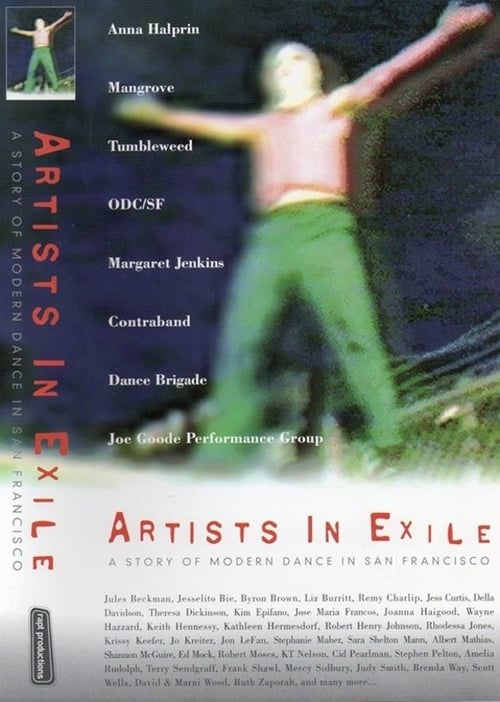 ARTISTS IN EXILE
A STORY OF MODERN DANCE IN SAN FRANCISCO
rapt productions
Anna Halprin
Mangrove
Tumbleweed
ODC/SF
Margaret Jenkins
Contraband
Dance Brigade
Joe Goode Performance Group
ARTISTS IN EXILE
A STORY OF MODERN DANCE IN SAN FRANCISCO
Jules Beckman, Jesselito Bie, Byron Brown, Liz Burritt, Remy Charlip, Jess Curtis, Della
Davidson, Theresa Dickinson, Kim Epifano, Jose Maria Francos, Joanna Haigood, Wayne
Hazzard, Keith Hennessy, Kathleen Hermesdorf, Robert Henry Johnson, Rhodessa Jones,
Krissy Keefer, Jo Kreiter, Jon LeFan, Stephanie Maher, Sara Shelton Mann, Albert Mathias,
Shannon McGuire, Ed Mock, Robert Moses, KT Nelson, Cid Pearlman, Stephen Pelton, Amelia
Rudolph, Terry Sendgraff, Frank Shawl, Mercy Sidbury, Judy Smith, Brenda Way, Scott
Wells, David & Marni Wood, Ruth Zaporah, and many more...